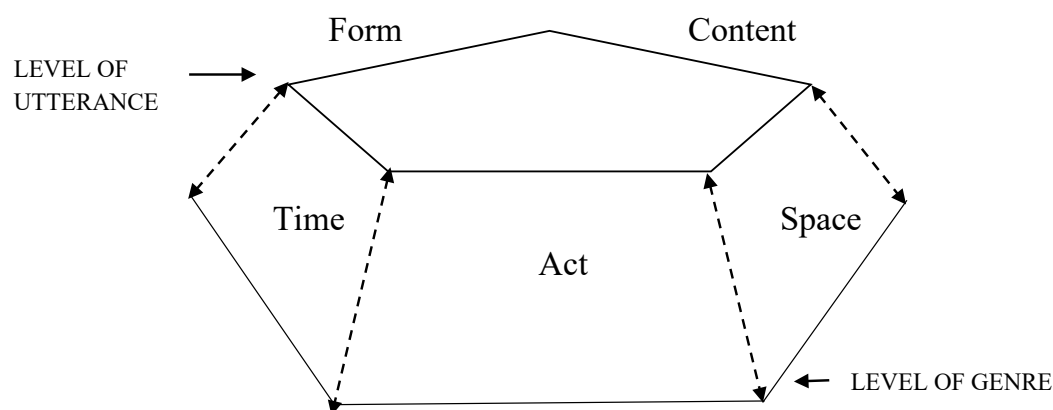 Form
Content
LEVEL OF
UTTERANCE
Time
Space
Act
LEVEL OF GENRE